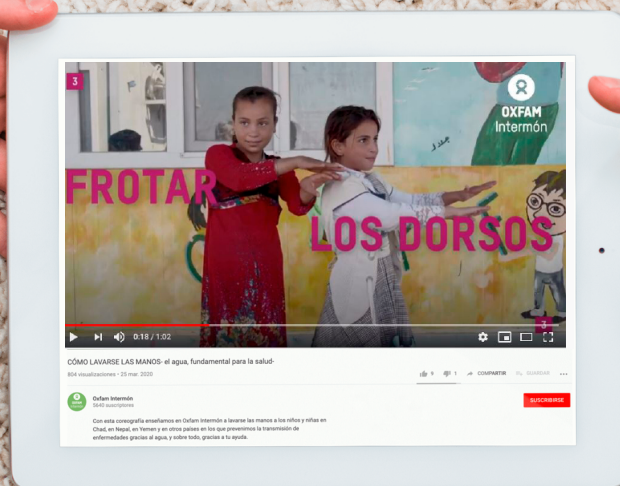 3
OXFAM
Intermón
FROTAR
LOS DORSOS
3
0:18 / 1:02
CÓMO LAVARSE LAS MANOS- el agua, fundamental para la salud-
804 visualizaciones • 23 mar. 2020
9 1 COMPARTIR GUARDAR
Oxfam Intermón
5640 suscriptores
SUSCRIBIRSE
Con esta coreografía enseñamos en Oxfam Intermón a lavarse las manos a los niños y niñas en
Chad, en Nepal, en Yemen y en otros países en los que prevenimos la transmisión de
enfermedades gracias al agua, y sobre todo, gracias a tu ayuda.